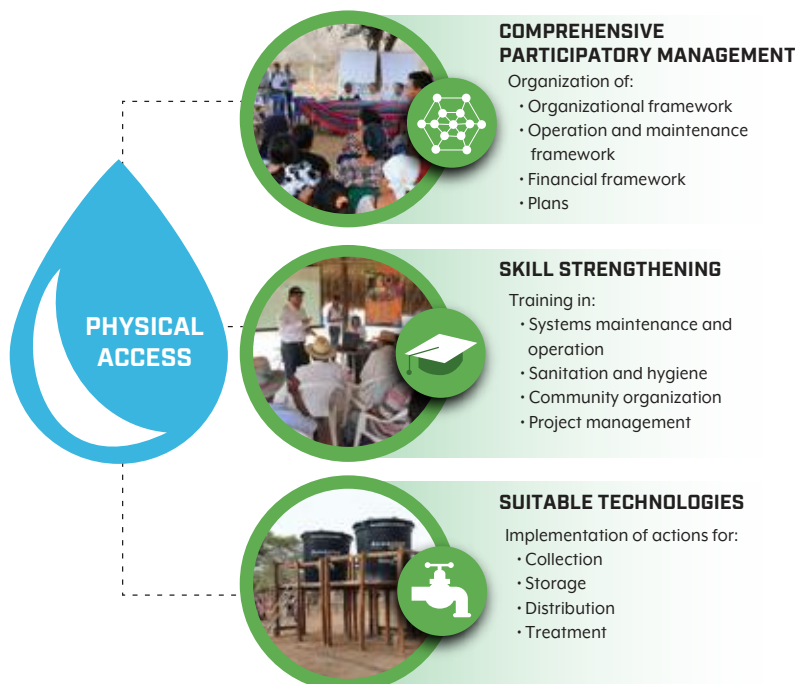 COMPREHENSIVE
PARTICIPATORY MANAGEMENT
Organization of:
· Organizational framework
· Operation and maintenance
framework
· Financial framework
· Plans
PHYSICAL
ACCESS
SKILL STRENGTHENING
Training in:
· Systems maintenance and
operation
· Sanitation and hygiene
· Community organization
· Project management
SUITABLE TECHNOLOGIES
Implementation of actions for:
· Collection
· Storage
· Distribution
· Treatment